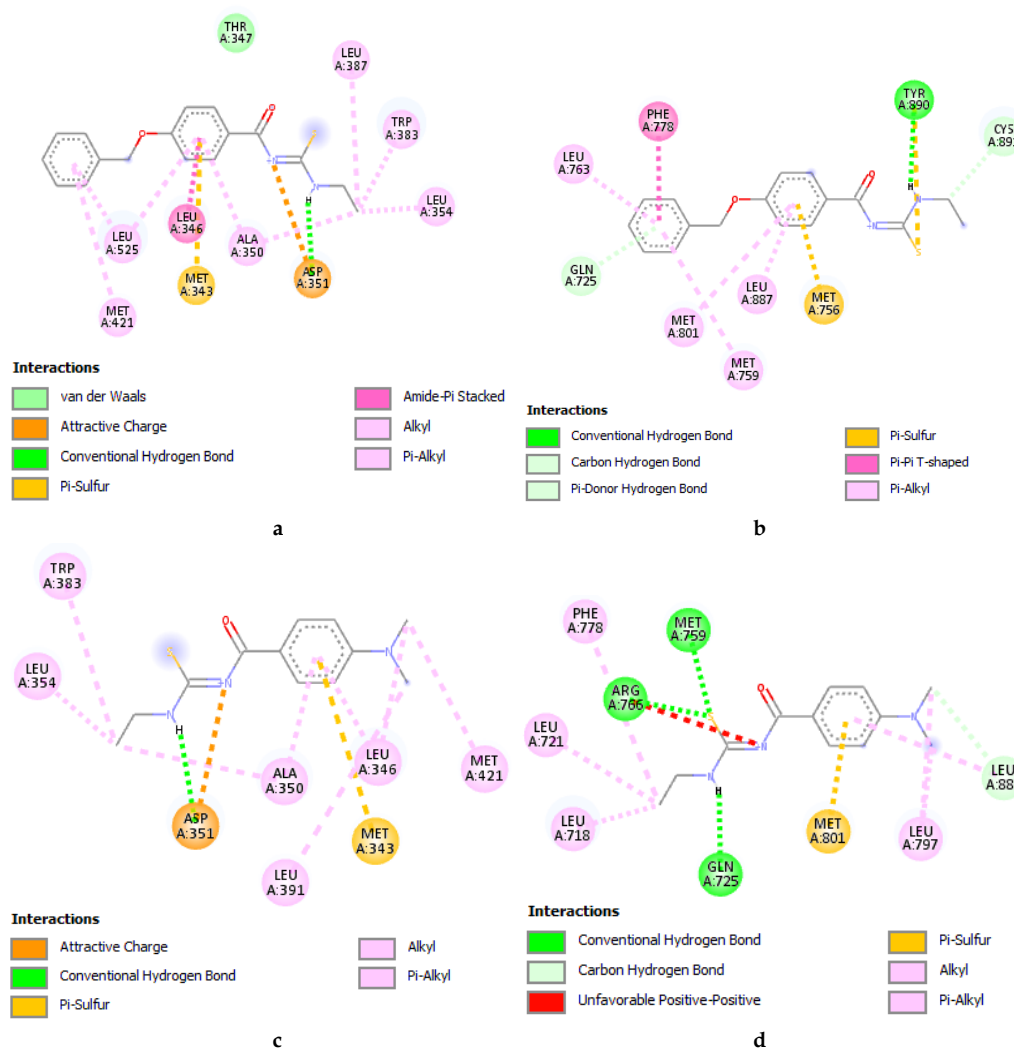 THR
A:347
LEU
A:387
TRP
A:383
LEU
A:354
O
S
O
N
N
H
LEU
A:525
LEU
A:346
ALA
A:350
ASP
A:351
MET
A:343
MET
A:421
Interactions
van der Waals
Attractive Charge
Conventional Hydrogen Bond
Pi-Sulfur
Amide-Pi Stacked
Alkyl
Pi-Alkyl
a
TYR
A:890
CYS
A:891
PHE
A:778
LEU
A:763
O
O
H
N
N
S
GLN
A:725
LEU
A:887
MET
A:756
MET
A:801
MET
A:759
Interactions
Conventional Hydrogen Bond
Carbon Hydrogen Bond
Pi-Donor Hydrogen Bond
Pi-Sulfur
Pi-Pi T-shaped
Pi-Alkyl
b
TRP
A:383
O
S
N
N
N
H
LEU
A:354
ALA
A:350
LEU
A:346
MET
A:421
ASP
A:351
MET
A:343
LEU
A:391
Interactions
Attractive Charge
Conventional Hydrogen Bond
Pi-Sulfur
Alkyl
Pi-Alkyl
c
PHE
A:778
MET
A:759
ARG
A:766
O
S
N
N
N
H
LEU
A:721
LEU
A:718
GLN
A:725
MET
A:801
LEU
A:797
LEU
A:88
Interactions
Conventional Hydrogen Bond
Carbon Hydrogen Bond
Unfavorable Positive-Positive
Pi-Sulfur
Alkyl
Pi-Alkyl
d